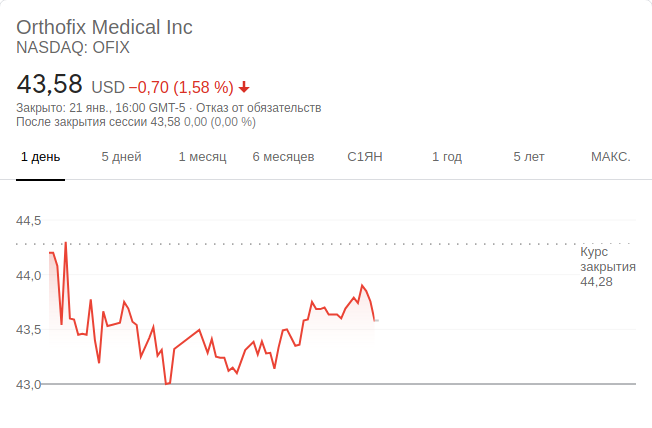 Orthofix Medical Inc
NASDAQ: OFIX
43,58 USD −0,70 (1,58 %)
Закрыто: 21 янв., 16:00 GMT-5 · Отказ от обязательств
После закрытия сессии 43,58 0,00 (0,00 %)
1 день 5 дней 1 месяц 6 месяцев С1ЯН 1 год 5 лет МАКС.
44,5
Курс
закрытия
44,28
44,0
43,5
43,0